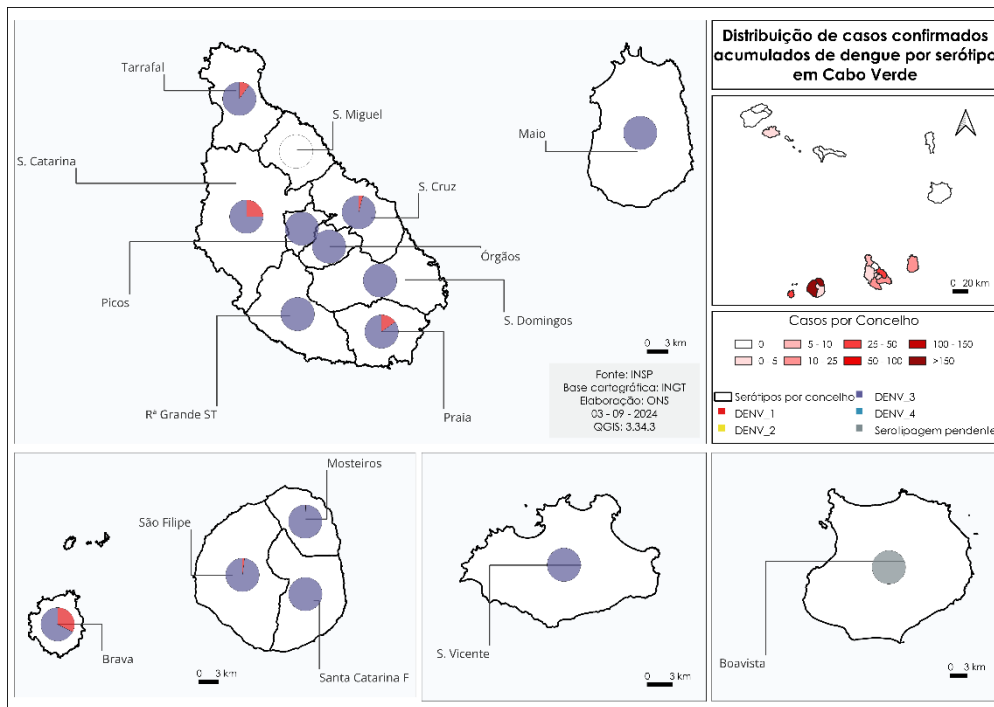 Distribuição de casos confirmados
acumulados de dengue por serótipo
em Cabo Verde
Tarrafal
S. Miguel
S. Catarina
S. Cruz
Maio
Órgãos
Picos
S. Domingos
Rª Grande ST
Praia
0 3 km
Fonte: INSP
Base cartográfica: INGT
Elaboração: ONS
03 - 09 - 2024
QGIS: 3.34.3
0 20 km
Casos por Concelho
0
5 - 10
25 - 50
100 - 150
0 5
10 25
50 100
>150
Serótipos por concelho
DENV_1
DENV_2
DENV_3
DENV_4
Serotipagem pendente
Mosteiros
São Filipe
Brava
Santa Catarina F
0 3 km
S. Vicente
0 3 km
Boavista
0 3 km